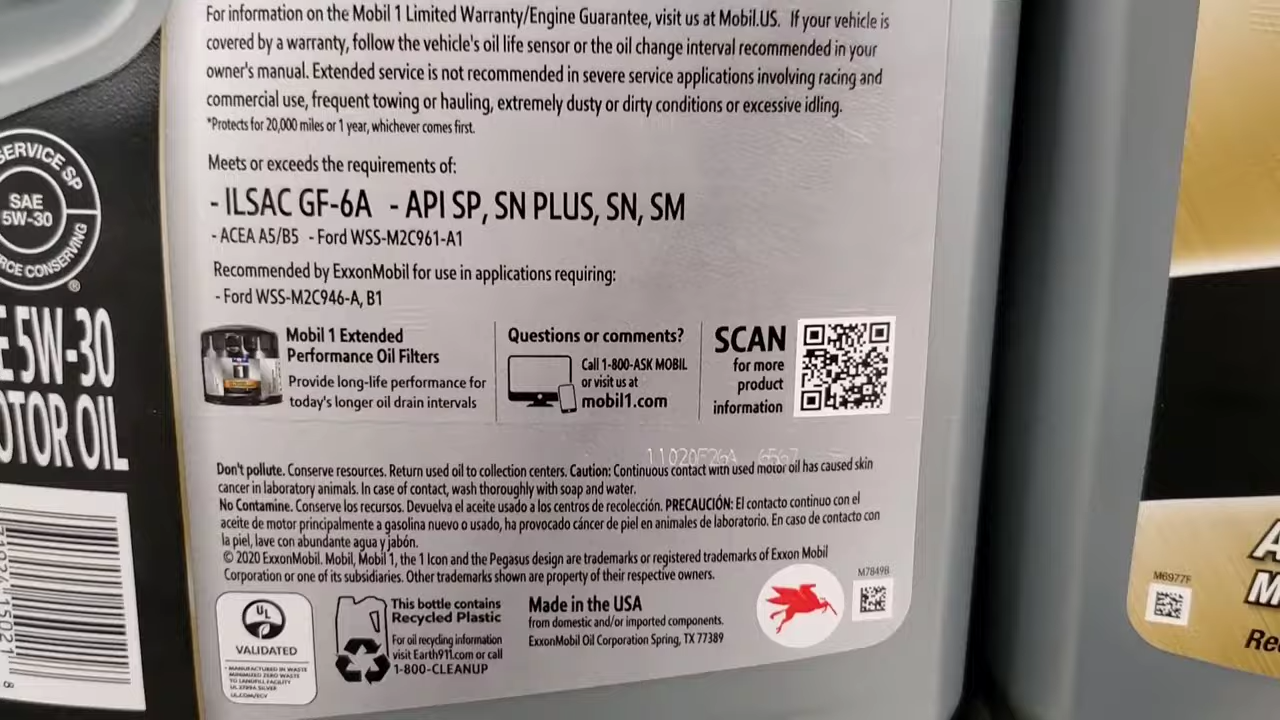 For information on the Mobil 1 Limited Warranty/Engine Guarantee, visit us at Mobil.US. If your vehicle is
covered by a warranty, follow the vehicle's oil life sensor or the oil change interval recommended in your
owner's manual. Extended service is not recommended in severe service applications involving racing and
commercial use, frequent towing or hauling, extremely dusty or dirty conditions or excessive idling.
*Protects for 20,000 miles or 1 year, whichever comes first.
Meets or exceeds the requirements of:
- ILSAC GF-6A - API SP, SN PLUS, SN, SM
- ACEA A5/B5 - Ford WSS-M2C961-A1
Recommended by ExxonMobil for use in applications requiring:
- Ford WSS-M2C946-A, B1
Mobil 1 Extended
Performance Oil Filters
Provide long-life performance for
today's longer oil drain intervals
Questions or comments?
Call 1-800-ASK MOBIL
or visit us at
mobil1.com
SCAN
for more
product
information
Don't pollute. Conserve resources. Return used oil to collection centers. Caution: Continuous contact with used motor oil has caused skin
cancer in laboratory animals. In case of contact, wash thoroughly with soap and water.
No Contamine. Conserve los recursos. Devuelva el aceite usado a los centros de recolección. PRECAUCIÓN: El contacto continuo con el
aceite de motor principalmente a gasolina nuevo o usado, ha provocado cáncer de piel en animales de laboratorio. En caso de contacto con
la piel, lave con abundante agua y jabón.
© 2020 ExxonMobil. Mobil, Mobil 1, the 1 Icon and the Pegasus design are trademarks or registered trademarks of Exxon Mobil
Corporation or one of its subsidiaries. Other trademarks shown are property of their respective owners.
UL
VALIDATED
MANUFACTURED IN WASTE
MINIMIZED ZERO WASTE
TO LANDFILL FACILITY
UL.COM/ECV
This bottle contains
Recycled Plastic
For oil recycling information
visit Earth911.com or call
1-800-CLEANUP
Made in the USA
from domestic and/or imported components.
ExxonMobil Oil Corporation Spring, TX 77389
M7849B
SERVICE SP
SAE
5W-30
RCE CONSERVING
®
E 5W-30
OTOR OIL
M6977F
A
M
Re